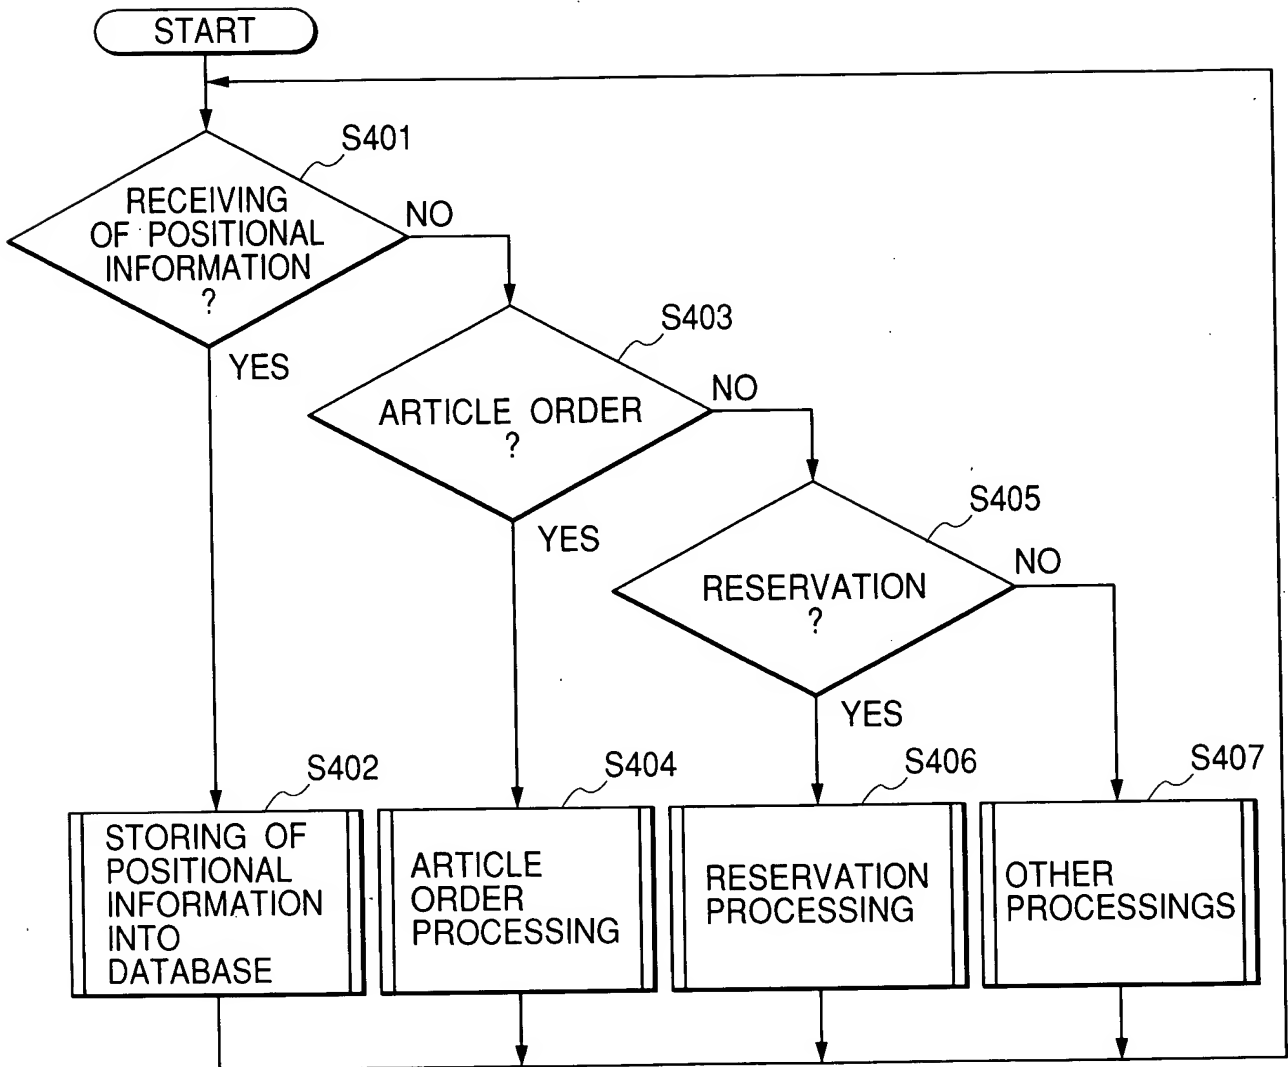 START
S401
RECEIVING
OF POSITIONAL
INFORMATION
?
NO
YES
S403
ARTICLE ORDER
?
NO
YES
S405
RESERVATION
?
NO
YES
S402
STORING OF
POSITIONAL
INFORMATION
INTO
DATABASE
S404
ARTICLE
ORDER
PROCESSING
S406
RESERVATION
PROCESSING
S407
OTHER
PROCESSINGS